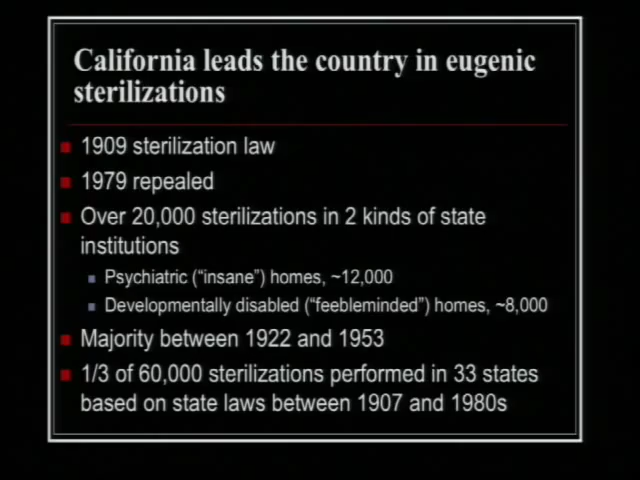 California leads the country in eugenic
sterilizations
1909 sterilization law
1979 repealed
Over 20,000 sterilizations in 2 kinds of state
institutions
Psychiatric (“insane”) homes, ~12,000
Developmentally disabled (“feebleminded”) homes, ~8,000
Majority between 1922 and 1953
1/3 of 60,000 sterilizations performed in 33 states
based on state laws between 1907 and 1980s